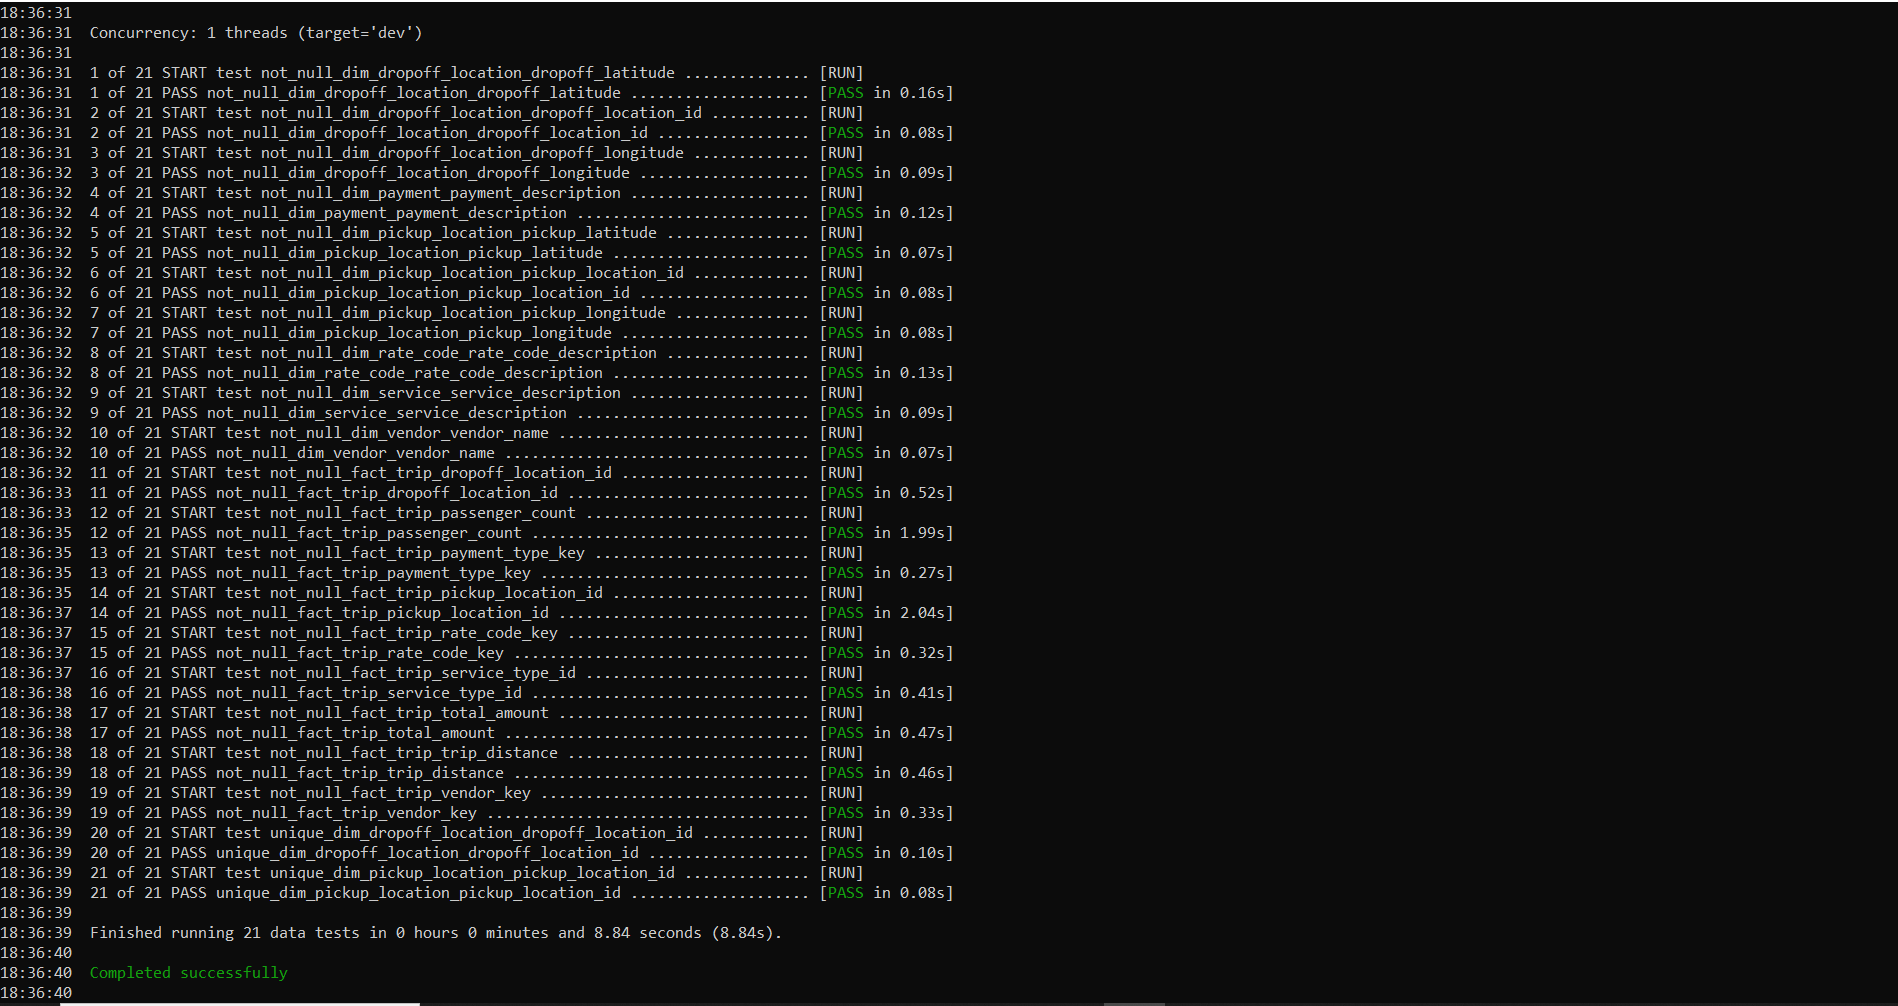 18:36:31
18:36:31  Concurrency: 1 threads (target='dev')
18:36:31
18:36:31  1 of 21 START test not_null_dim_dropoff_location_dropoff_latitude .............. [RUN]
18:36:31  1 of 21 PASS not_null_dim_dropoff_location_dropoff_latitude .................... [PASS in 0.16s]
18:36:31  2 of 21 START test not_null_dim_dropoff_location_dropoff_location_id ........... [RUN]
18:36:31  2 of 21 PASS not_null_dim_dropoff_location_dropoff_location_id ................. [PASS in 0.08s]
18:36:31  3 of 21 START test not_null_dim_dropoff_location_dropoff_longitude ............. [RUN]
18:36:32  3 of 21 PASS not_null_dim_dropoff_location_dropoff_longitude ................... [PASS in 0.09s]
18:36:32  4 of 21 START test not_null_dim_payment_payment_description .................... [RUN]
18:36:32  4 of 21 PASS not_null_dim_payment_payment_description .......................... [PASS in 0.12s]
18:36:32  5 of 21 START test not_null_dim_pickup_location_pickup_latitude ................ [RUN]
18:36:32  5 of 21 PASS not_null_dim_pickup_location_pickup_latitude ...................... [PASS in 0.07s]
18:36:32  6 of 21 START test not_null_dim_pickup_location_pickup_location_id ............. [RUN]
18:36:32  6 of 21 PASS not_null_dim_pickup_location_pickup_location_id ................... [PASS in 0.08s]
18:36:32  7 of 21 START test not_null_dim_pickup_location_pickup_longitude ............... [RUN]
18:36:32  7 of 21 PASS not_null_dim_pickup_location_pickup_longitude ..................... [PASS in 0.08s]
18:36:32  8 of 21 START test not_null_dim_rate_code_rate_code_description ................ [RUN]
18:36:32  8 of 21 PASS not_null_dim_rate_code_rate_code_description ...................... [PASS in 0.13s]
18:36:32  9 of 21 START test not_null_dim_service_service_description .................... [RUN]
18:36:32  9 of 21 PASS not_null_dim_service_service_description .......................... [PASS in 0.09s]
18:36:32  10 of 21 START test not_null_dim_vendor_vendor_name ............................ [RUN]
18:36:32  10 of 21 PASS not_null_dim_vendor_vendor_name .................................. [PASS in 0.07s]
18:36:32  11 of 21 START test not_null_fact_trip_dropoff_location_id ..................... [RUN]
18:36:33  11 of 21 PASS not_null_fact_trip_dropoff_location_id ........................... [PASS in 0.52s]
18:36:33  12 of 21 START test not_null_fact_trip_passenger_count ......................... [RUN]
18:36:35  12 of 21 PASS not_null_fact_trip_passenger_count ............................... [PASS in 1.99s]
18:36:35  13 of 21 START test not_null_fact_trip_payment_type_key ........................ [RUN]
18:36:35  13 of 21 PASS not_null_fact_trip_payment_type_key .............................. [PASS in 0.27s]
18:36:35  14 of 21 START test not_null_fact_trip_pickup_location_id ...................... [RUN]
18:36:37  14 of 21 PASS not_null_fact_trip_pickup_location_id ............................ [PASS in 2.04s]
18:36:37  15 of 21 START test not_null_fact_trip_rate_code_key ........................... [RUN]
18:36:37  15 of 21 PASS not_null_fact_trip_rate_code_key ................................. [PASS in 0.32s]
18:36:37  16 of 21 START test not_null_fact_trip_service_type_id ......................... [RUN]
18:36:38  16 of 21 PASS not_null_fact_trip_service_type_id ............................... [PASS in 0.41s]
18:36:38  17 of 21 START test not_null_fact_trip_total_amount ............................ [RUN]
18:36:38  17 of 21 PASS not_null_fact_trip_total_amount .................................. [PASS in 0.47s]
18:36:38  18 of 21 START test not_null_fact_trip_trip_distance ........................... [RUN]
18:36:39  18 of 21 PASS not_null_fact_trip_trip_distance ................................. [PASS in 0.46s]
18:36:39  19 of 21 START test not_null_fact_trip_vendor_key .............................. [RUN]
18:36:39  19 of 21 PASS not_null_fact_trip_vendor_key .................................... [PASS in 0.33s]
18:36:39  20 of 21 START test unique_dim_dropoff_location_dropoff_location_id ............ [RUN]
18:36:39  20 of 21 PASS unique_dim_dropoff_location_dropoff_location_id .................. [PASS in 0.10s]
18:36:39  21 of 21 START test unique_dim_pickup_location_pickup_location_id .............. [RUN]
18:36:39  21 of 21 PASS unique_dim_pickup_location_pickup_location_id .................... [PASS in 0.08s]
18:36:39
18:36:39  Finished running 21 data tests in 0 hours 0 minutes and 8.84 seconds (8.84s).
18:36:40
18:36:40  Completed successfully
18:36:40